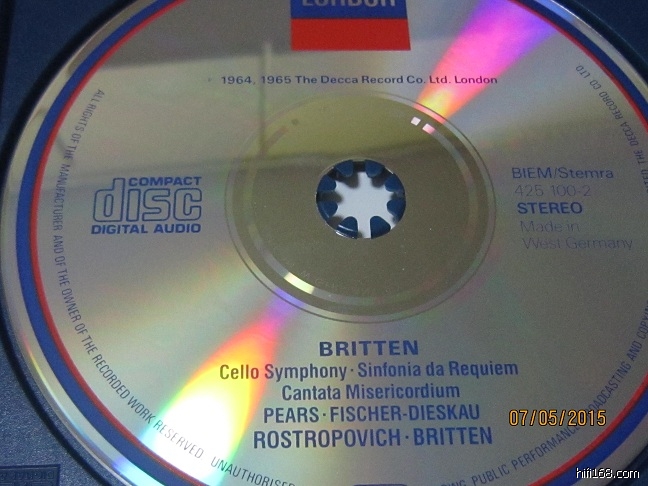 LONDON
1964, 1965 The Decca Record Co. Ltd. London
COMPACT
disc
DIGITAL AUDIO
BIEM/Stemra
425 100-2
STEREO
Made in
West Germany
BRITTEN
Cello Symphony · Sinfonia da Requiem
Cantata Misericordium
PEARS · FISCHER-DIESKAU
ROSTROPOVICH · BRITTEN
ALL RIGHTS OF THE MANUFACTURER AND OF THE OWNER OF THE RECORDED WORK RESERVED UNAUTHORISED
PUBLIC PERFORMANCE BROADCASTING AND
THE DECCA RECORD CO LTD
07/05/2015
hifi168.com